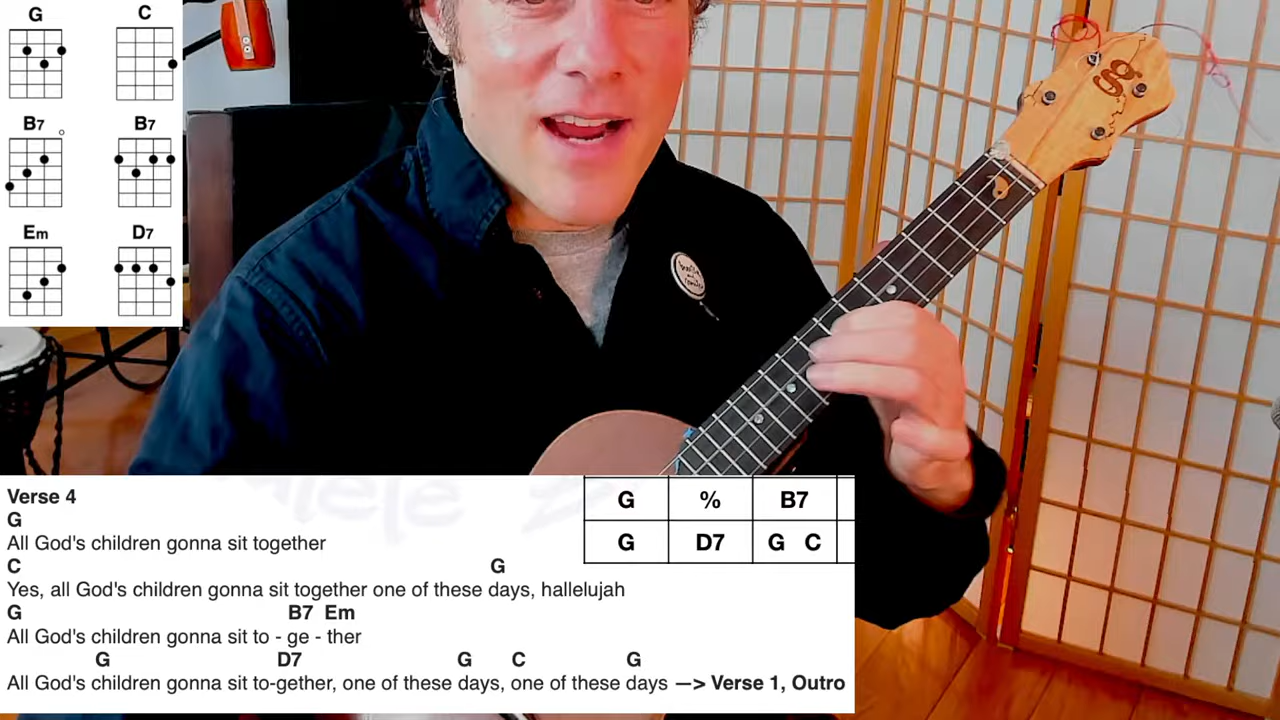 G C
B7 B7
Em D7
Verse 4
G
All God's children gonna sit together
C G
Yes, all God's children gonna sit together one of these days, hallelujah
G B7 Em
All God's children gonna sit to - ge - ther
G D7 G C G
All God's children gonna sit to-gether, one of these days, one of these days —> Verse 1, Outro
G % B7
G D7 G C
g